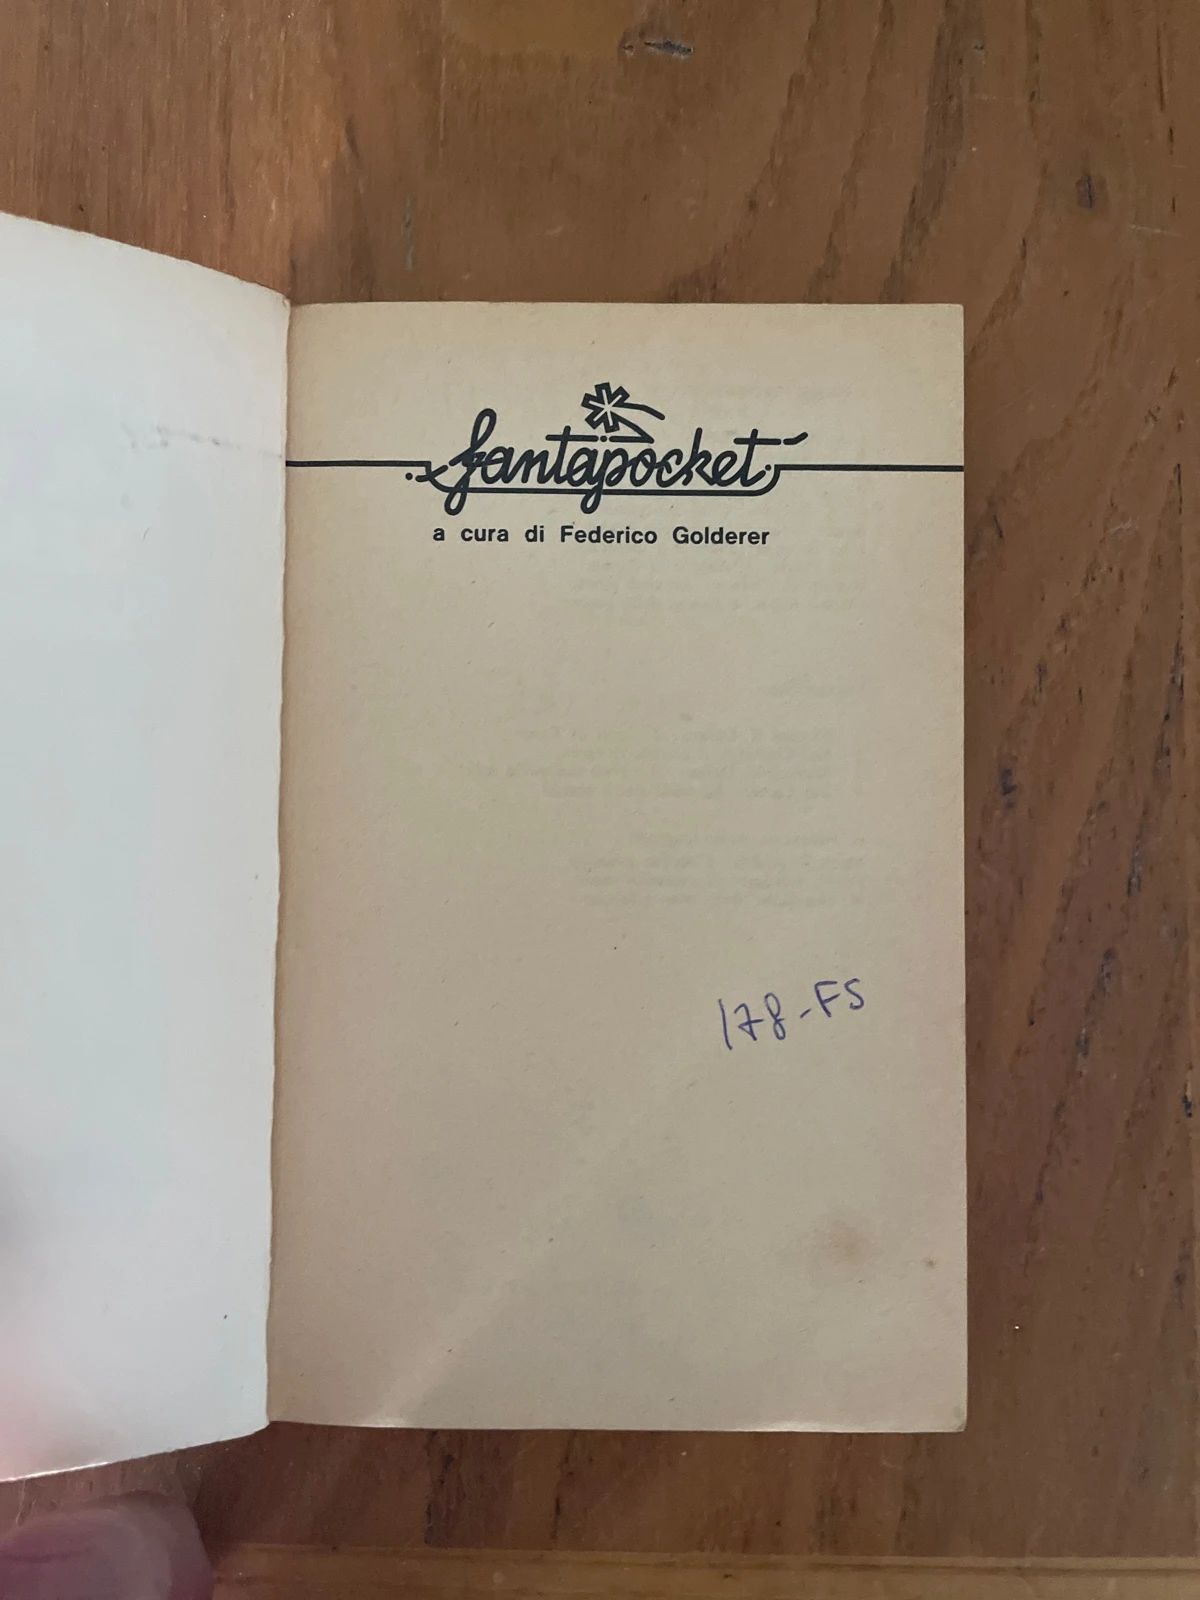 fantapocket
a cura di Federico Golderer
178-FS